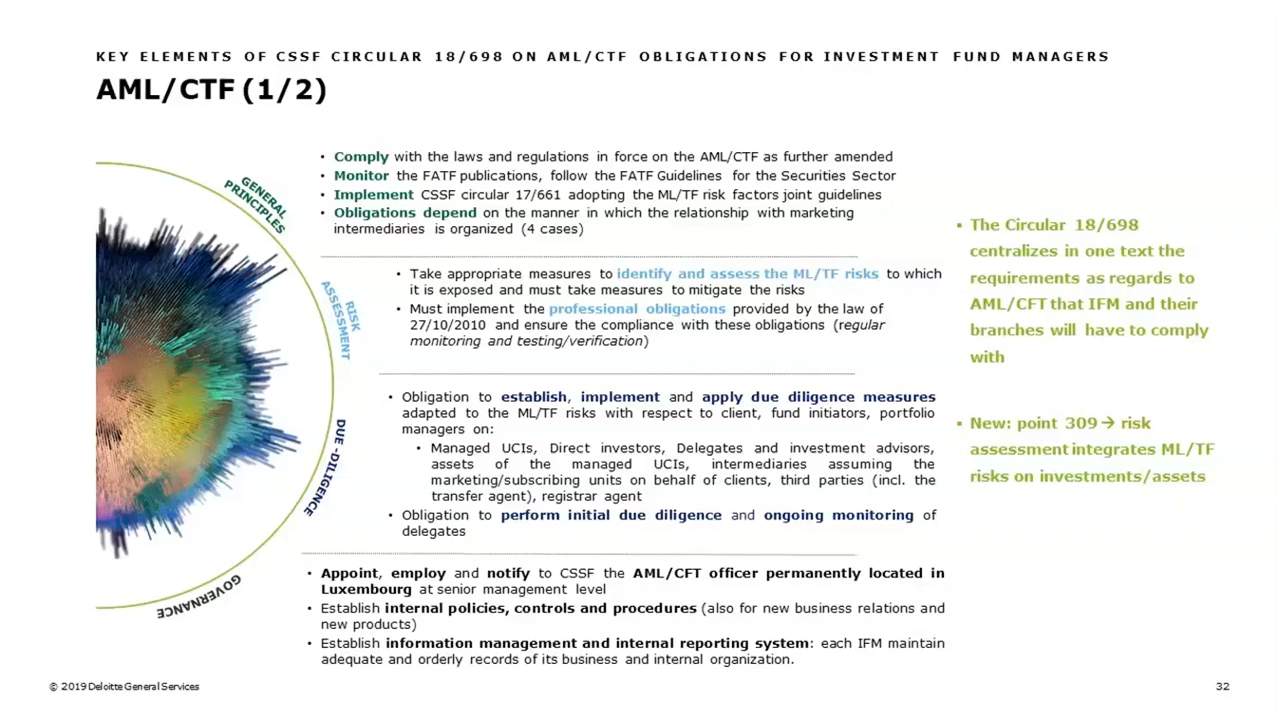 KEY ELEMENTS OF CSSF CIRCULAR 18/698 ON AML/CTF OBLIGATIONS FOR INVESTMENT FUND MANAGERS
AML/CTF (1/2)
GENERAL
PRINCIPLES
• Comply with the laws and regulations in force on the AML/CTF as further amended
• Monitor the FATF publications, follow the FATF Guidelines for the Securities Sector
• Implement CSSF circular 17/661 adopting the ML/TF risk factors joint guidelines
• Obligations depend on the manner in which the relationship with marketing
intermediaries is organized (4 cases)
RISK
ASSESSMENT
• Take appropriate measures to identify and assess the ML/TF risks to which
it is exposed and must take measures to mitigate the risks
• Must implement the professional obligations provided by the law of
27/10/2010 and ensure the compliance with these obligations (regular
monitoring and testing/verification)
DUE-DILIGENCE
• Obligation to establish, implement and apply due diligence measures
adapted to the ML/TF risks with respect to client, fund initiators, portfolio
managers on:
• Managed UCIs, Direct investors, Delegates and investment advisors,
assets of the managed UCIs, intermediaries assuming the
marketing/subscribing units on behalf of clients, third parties (incl. the
transfer agent), registrar agent
• Obligation to perform initial due diligence and ongoing monitoring of
delegates
GOVERNANCE
• Appoint, employ and notify to CSSF the AML/CFT officer permanently located in
Luxembourg at senior management level
• Establish internal policies, controls and procedures (also for new business relations and
new products)
• Establish information management and internal reporting system: each IFM maintain
adequate and orderly records of its business and internal organization.
▪ The Circular 18/698
centralizes in one text the
requirements as regards to
AML/CFT that IFM and their
branches will have to comply
with
▪ New: point 309 → risk
assessment integrates ML/TF
risks on investments/assets
© 2019 Deloitte General Services
32